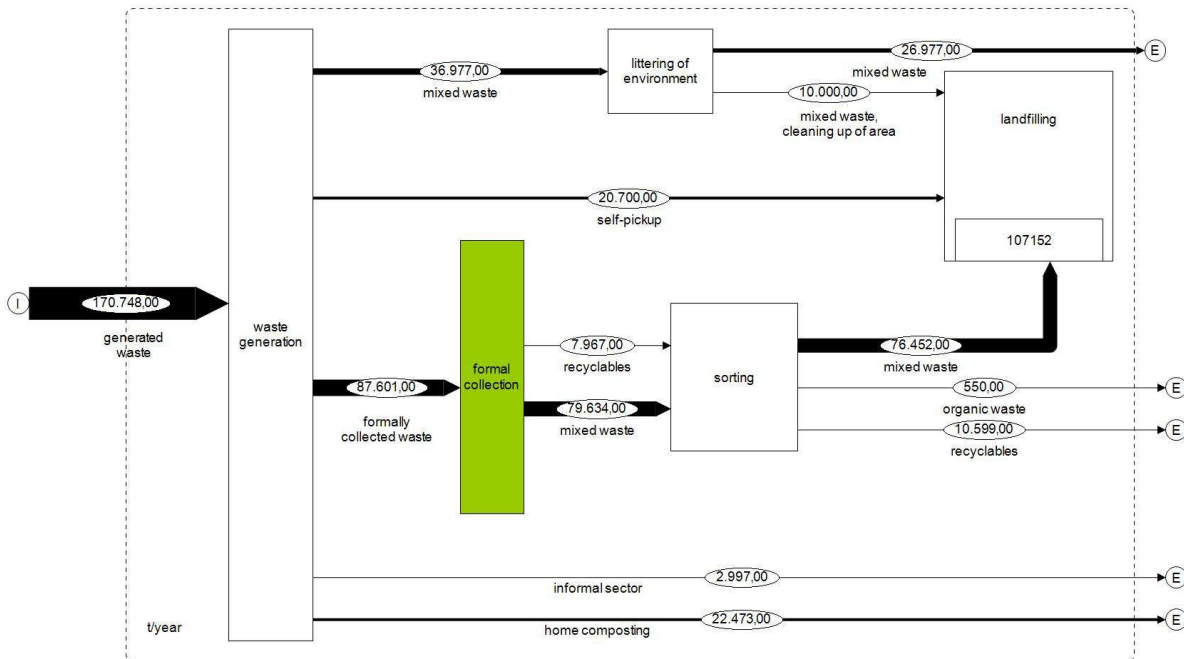 26.977,00
E
36.977,00
littering of
environment
mixed waste
mixed waste
10.000,00
mixed waste,
cleaning up of area
landfilling
20.700,00
self-pickup
107152
I
170.748,00
generated
waste
waste
generation
87.601,00
formally
collected waste
formal
collection
7.967,00
recyclables
79.634,00
mixed waste
sorting
76.452,00
mixed waste
550,00
E
organic waste
10.599,00
E
recyclables
2.997,00
E
informal sector
22.473,00
E
home composting
t/year